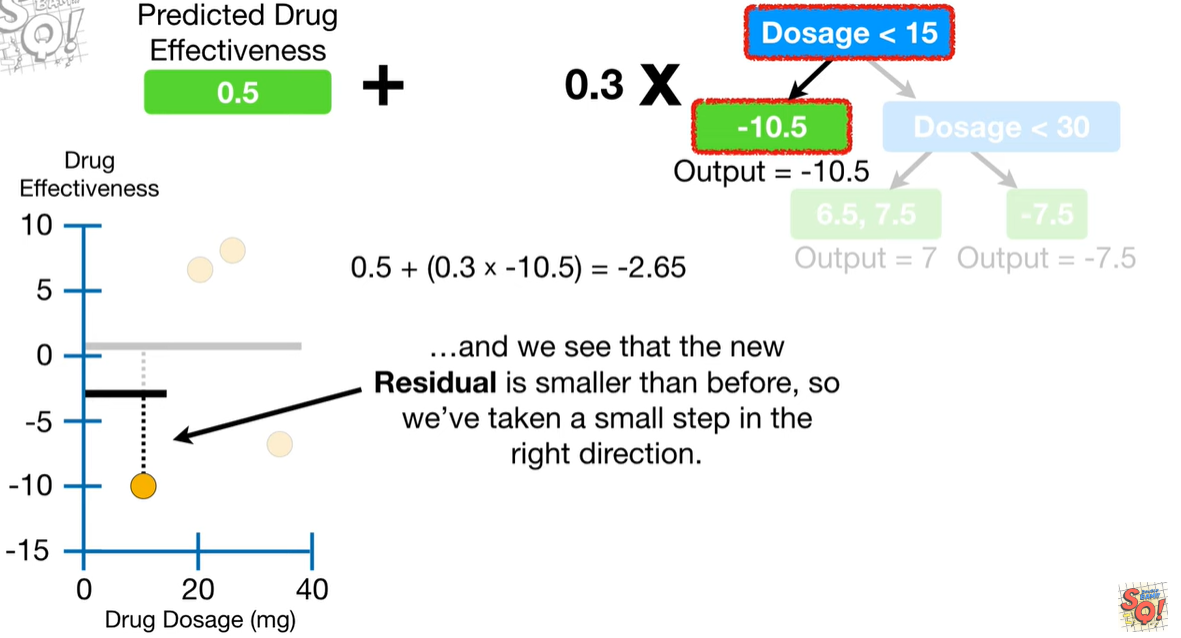 Predicted Drug
Effectiveness
0.5
+
0.3 X
Dosage < 15
-10.5
Output = -10.5
Dosage < 30
6.5, 7.5
-7.5
Output = 7
Output = -7.5
Drug
Effectiveness
10
5
0
-5
-10
-15
0
20
40
Drug Dosage (mg)
0.5 + (0.3 × -10.5) = -2.65
…and we see that the new
Residual is smaller than before, so
we’ve taken a small step in the
right direction.
SQ!